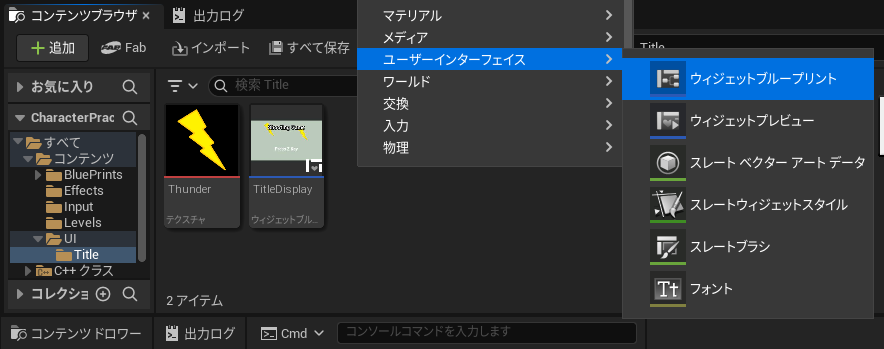 コンテンツブラウザ
出力ログ
追加
Fab
インポート
すべて保存
Title
お気に入り
CharacterPrac
すべて
コンテンツ
BluePrints
Effects
Input
Levels
UI
Title
C++ クラス
コレクショ
検索 Title
Shooting Game
Thunder
テクスチャ
TitleDisplay
ウィジェットブル...
2 アイテム
マテリアル
メディア
ユーザーインターフェイス
ワールド
交換
入力
物理
ウィジェットブループリント
ウィジェットプレビュー
スレート ベクター アート データ
スレートウィジェットスタイル
スレートブラシ
Tt
フォント
コンテンツ ドロワー
出力ログ
Cmd
コンソールコマンドを入力します